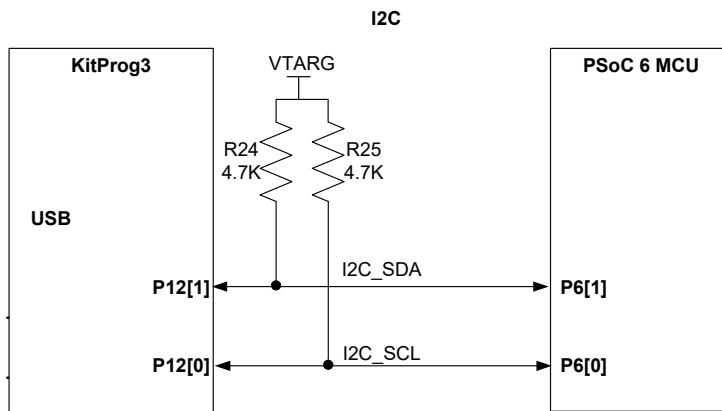 I2C
KitProg3
PSoC 6 MCU
VTARG
R24
4.7K
R25
4.7K
USB
I2C_SDA
P12[1]
P6[1]
I2C_SCL
P12[0]
P6[0]